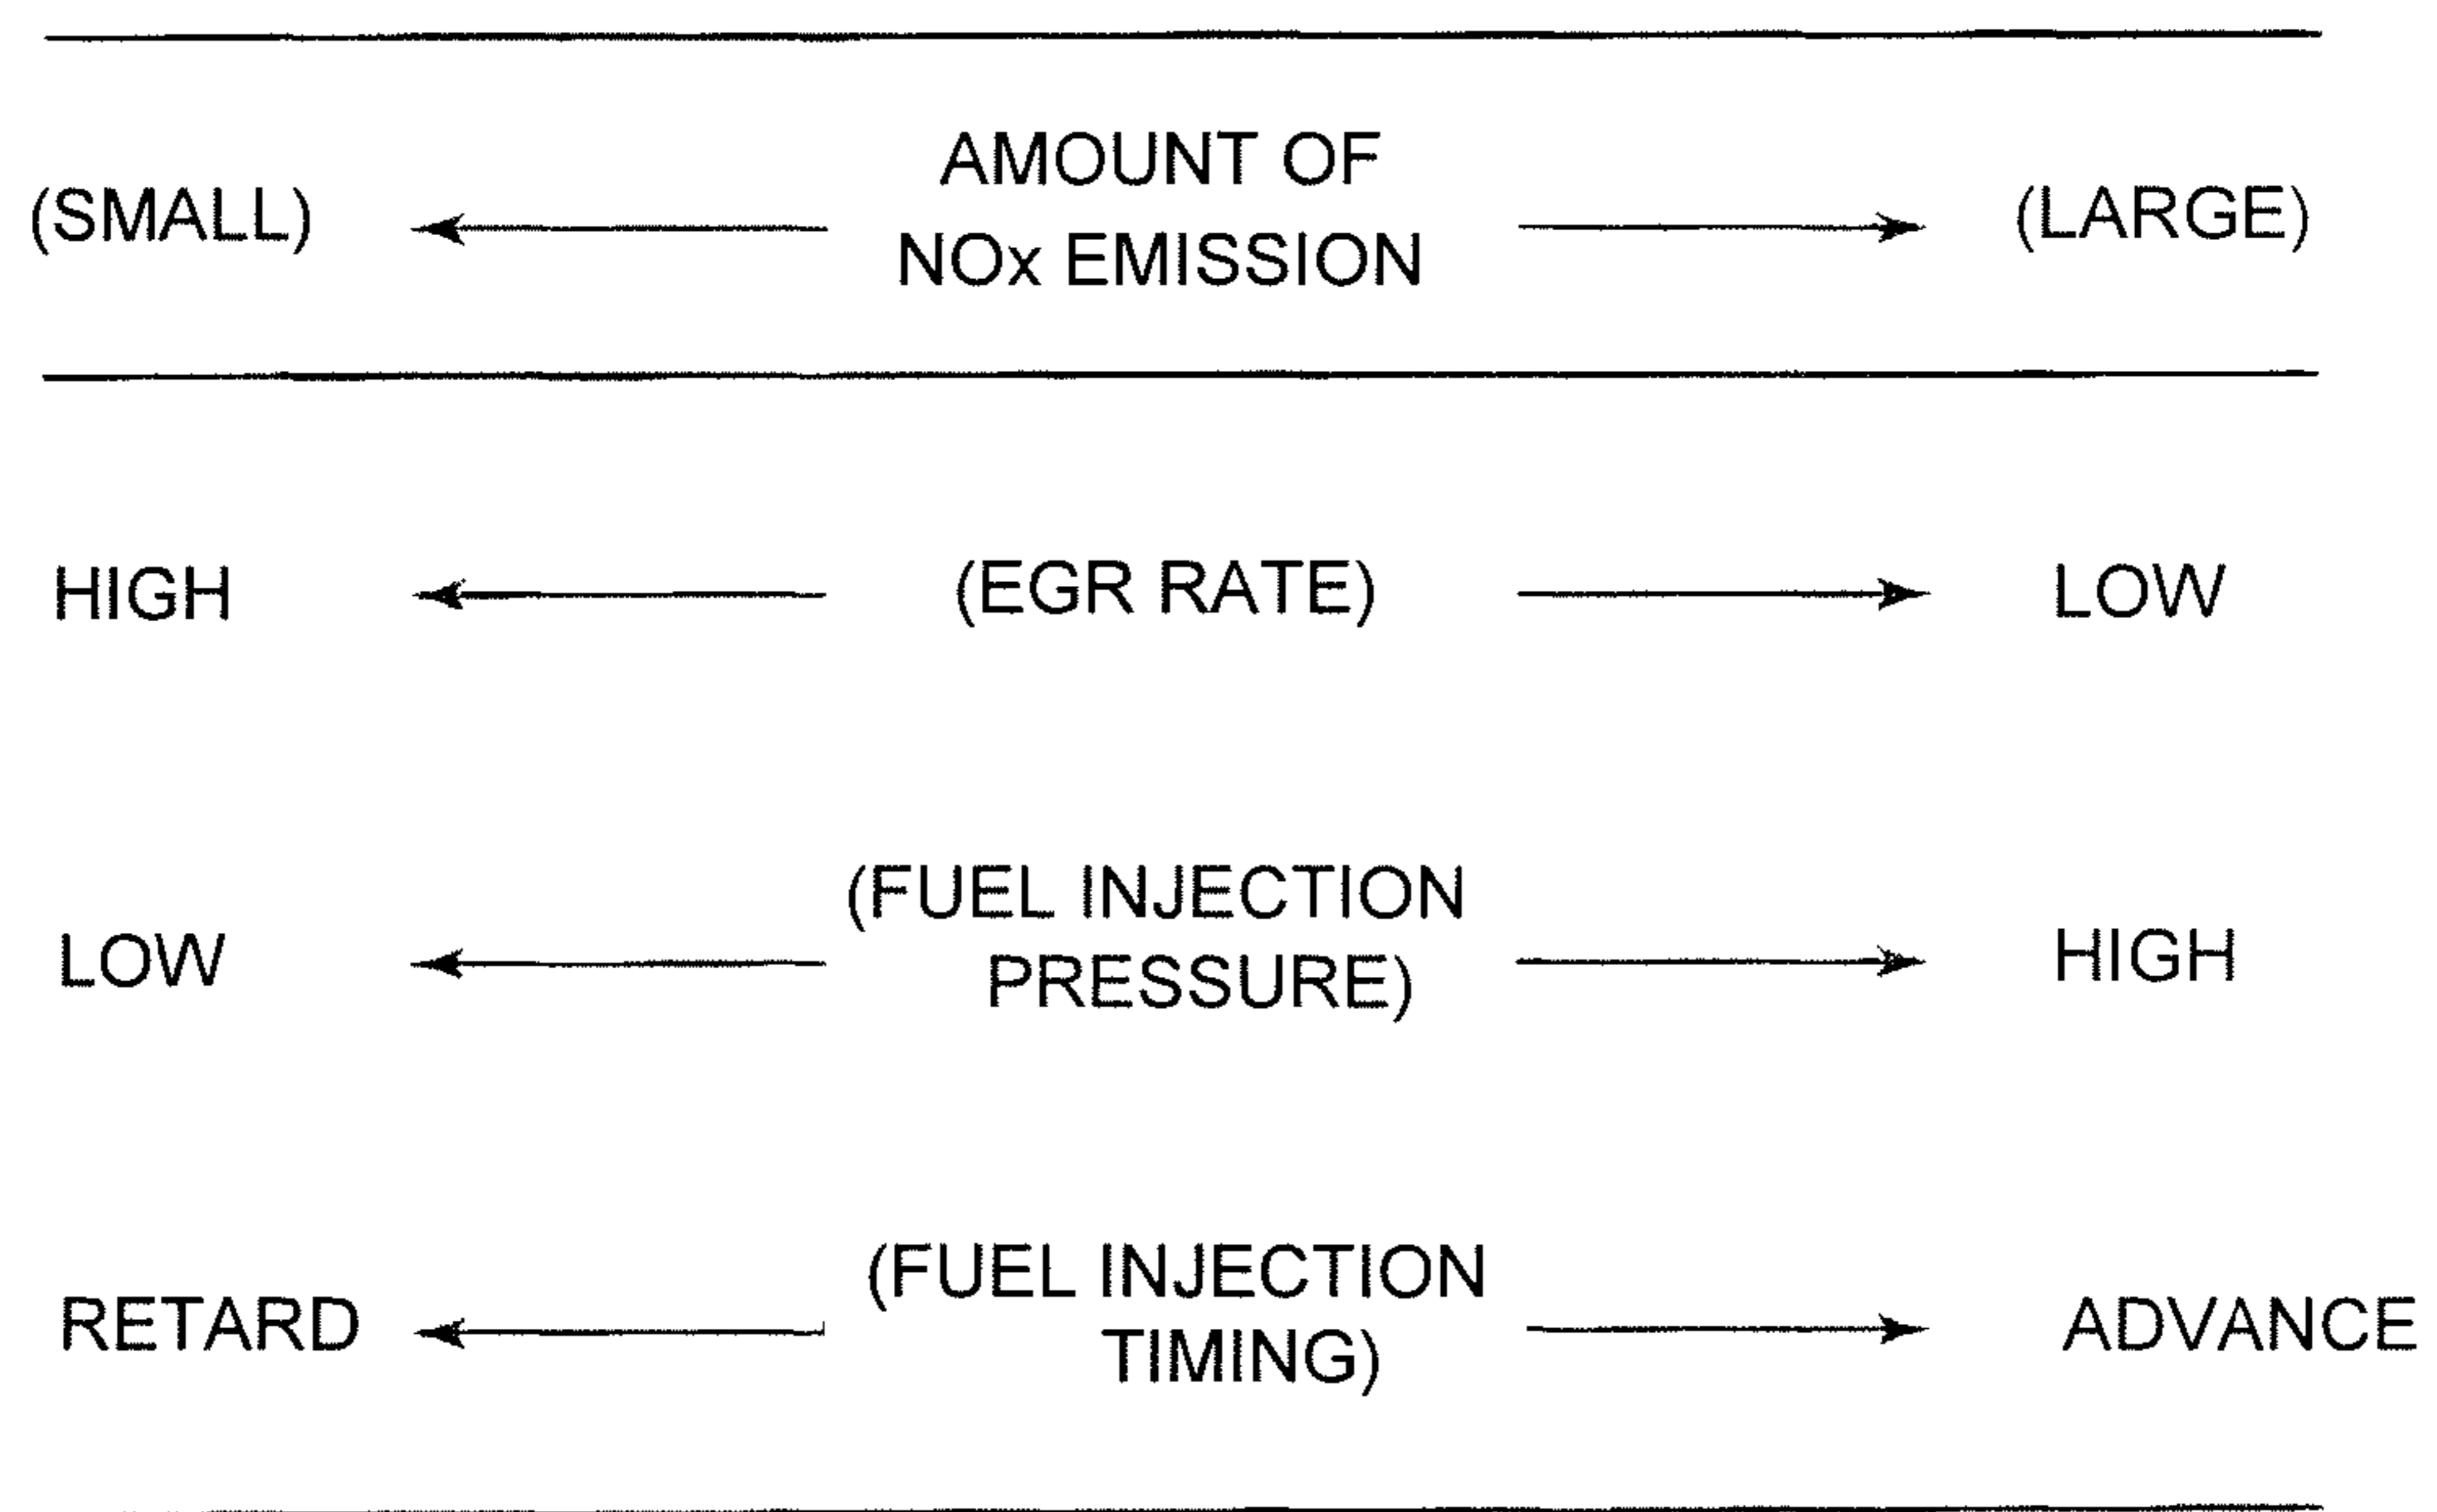 AMOUNT OF
(SMALL) NOx EMISSION (LARGE)
HIGH (EGR RATE) LOW
(FUEL INJECTION
LOW PRESSURE) HIGH
(FUEL INJECTION
RETARD TIMING) ADVANCE